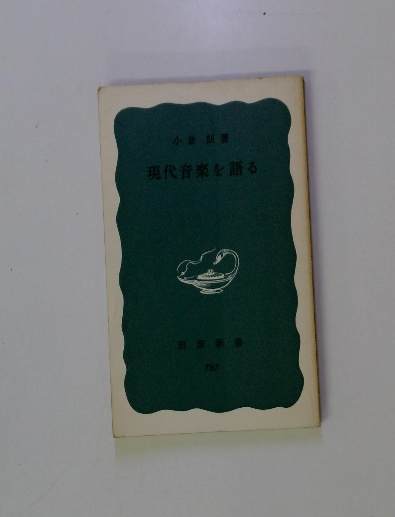 小倉 朗著
現代音楽を語る
岩波新書